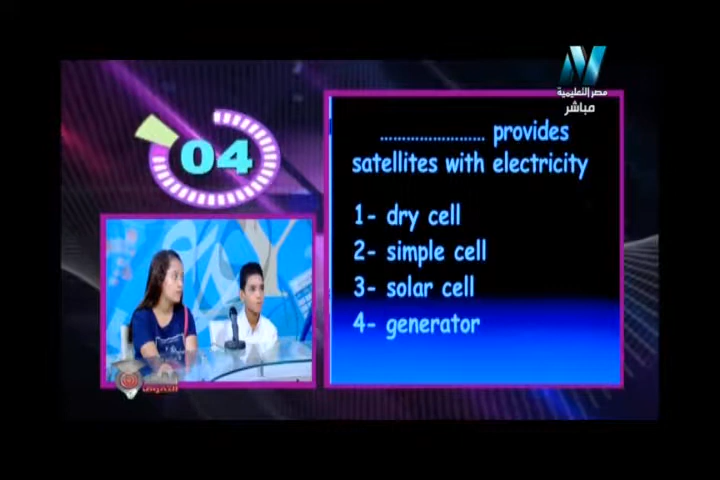 مصر التعليمية
مباشر
04
........................ provides
satellites with electricity
1- dry cell
2- simple cell
3- solar cell
4- generator